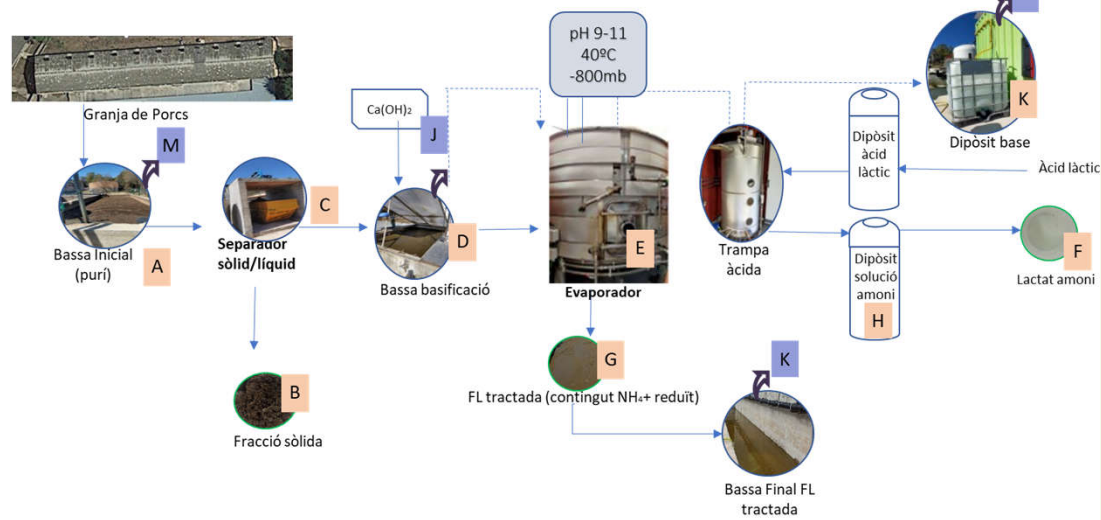 Granja de Porcs
M
Bassa Inicial
(purí)
A
C
Separador
sòlid/líquid
B
Fracció sòlida
Ca(OH)₂
J
D
Bassa basificació
pH 9-11
40ºC
-800mb
E
Evaporador
G
FL tractada (contingut NH₄+ reduït)
K
Bassa Final FL
tractada
Trampa
àcida
Dipòsit
àcid
làctic
Àcid làctic
K
Dipòsit base
Dipòsit
solució
amoni
H
F
Lactat amoni